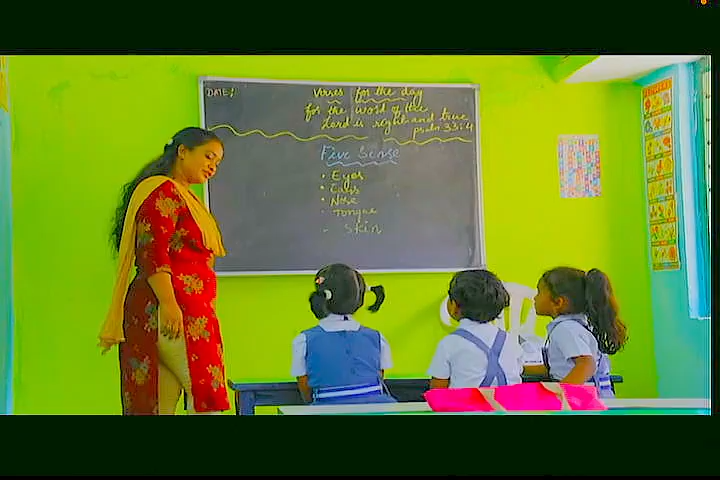 DATE:
Verses for the day
for the word of the
Lord is right and true
psalm 33:4
Five Sense
• Eyes
• Ears
• Nose
• Tongue
- Skin